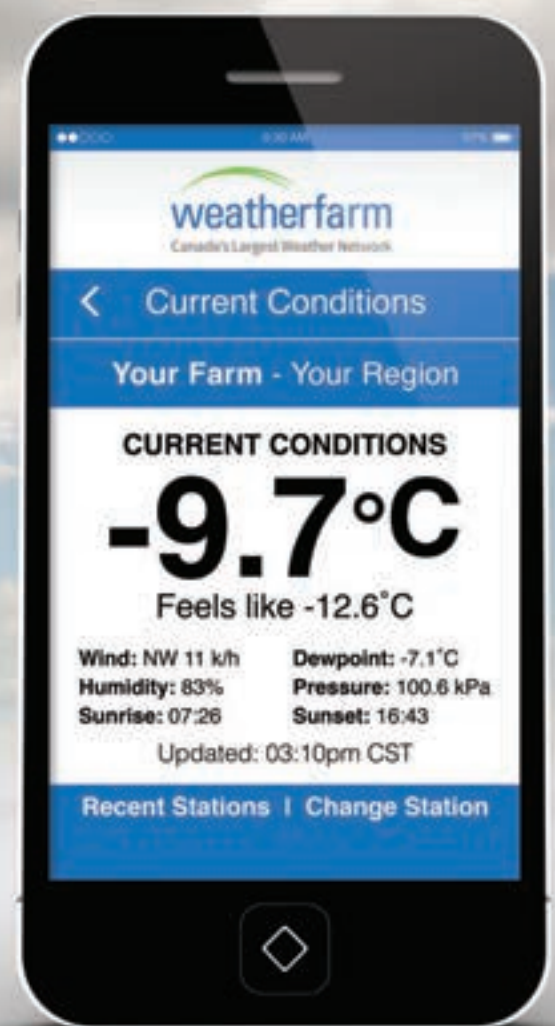 weatherfarm
Canada's Largest Weather Network
Current Conditions
Your Farm - Your Region
CURRENT CONDITIONS
-9.7°C
Feels like -12.6°C
Wind: NW 11 k/h Dewpoint: -7.1°C
Humidity: 83% Pressure: 100.6 kPa
Sunrise: 07:26 Sunset: 16:43
Updated: 03:10pm CST
Recent Stations | Change Station